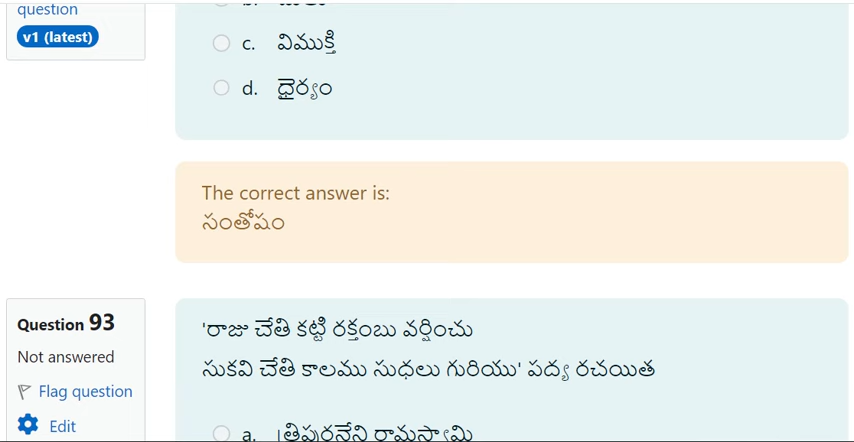 question
v1 (latest)
c. విముక్తి
d. ధైర్యం
The correct answer is:
సంతోషం
Question 93
Not answered
Flag question
Edit
'రాజు చేతి కట్టి రక్తంబు వర్షించు
సుకవి చేతి కాలము సుధలు గురియు' పద్య రచయిత
a. త్రిపురనేని రామస్వామి